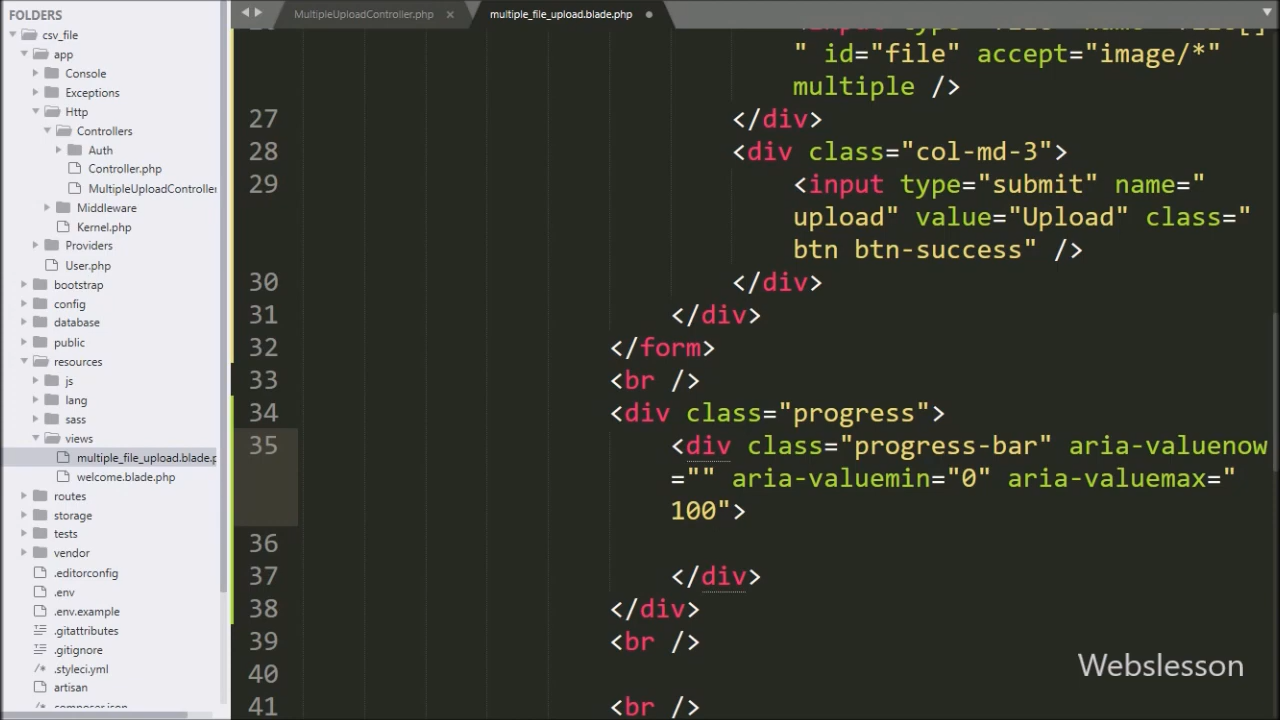 FOLDERS
csv_file
app
Console
Exceptions
Http
Controllers
Auth
Controller.php
MultipleUploadController
Middleware
Kernel.php
Providers
User.php
bootstrap
config
database
public
resources
js
lang
sass
views
multiple_file_upload.blade.p
welcome.blade.php
routes
storage
tests
vendor
.editorconfig
.env
.env.example
.gitattributes
.gitignore
.styleci.yml
artisan
composer.json
MultipleUploadController.php
multiple_file_upload.blade.php
" id="file" accept="image/*"
multiple />
27 </div>
28 <div class="col-md-3">
29 <input type="submit" name="
upload" value="Upload" class="
btn btn-success" />
30 </div>
31 </div>
32 </form>
33 <br />
34 <div class="progress">
35 <div class="progress-bar" aria-valuenow
="" aria-valuemin="0" aria-valuemax="
100">
36
37 </div>
38 </div>
39 <br />
40
41 <br />
Webslesson